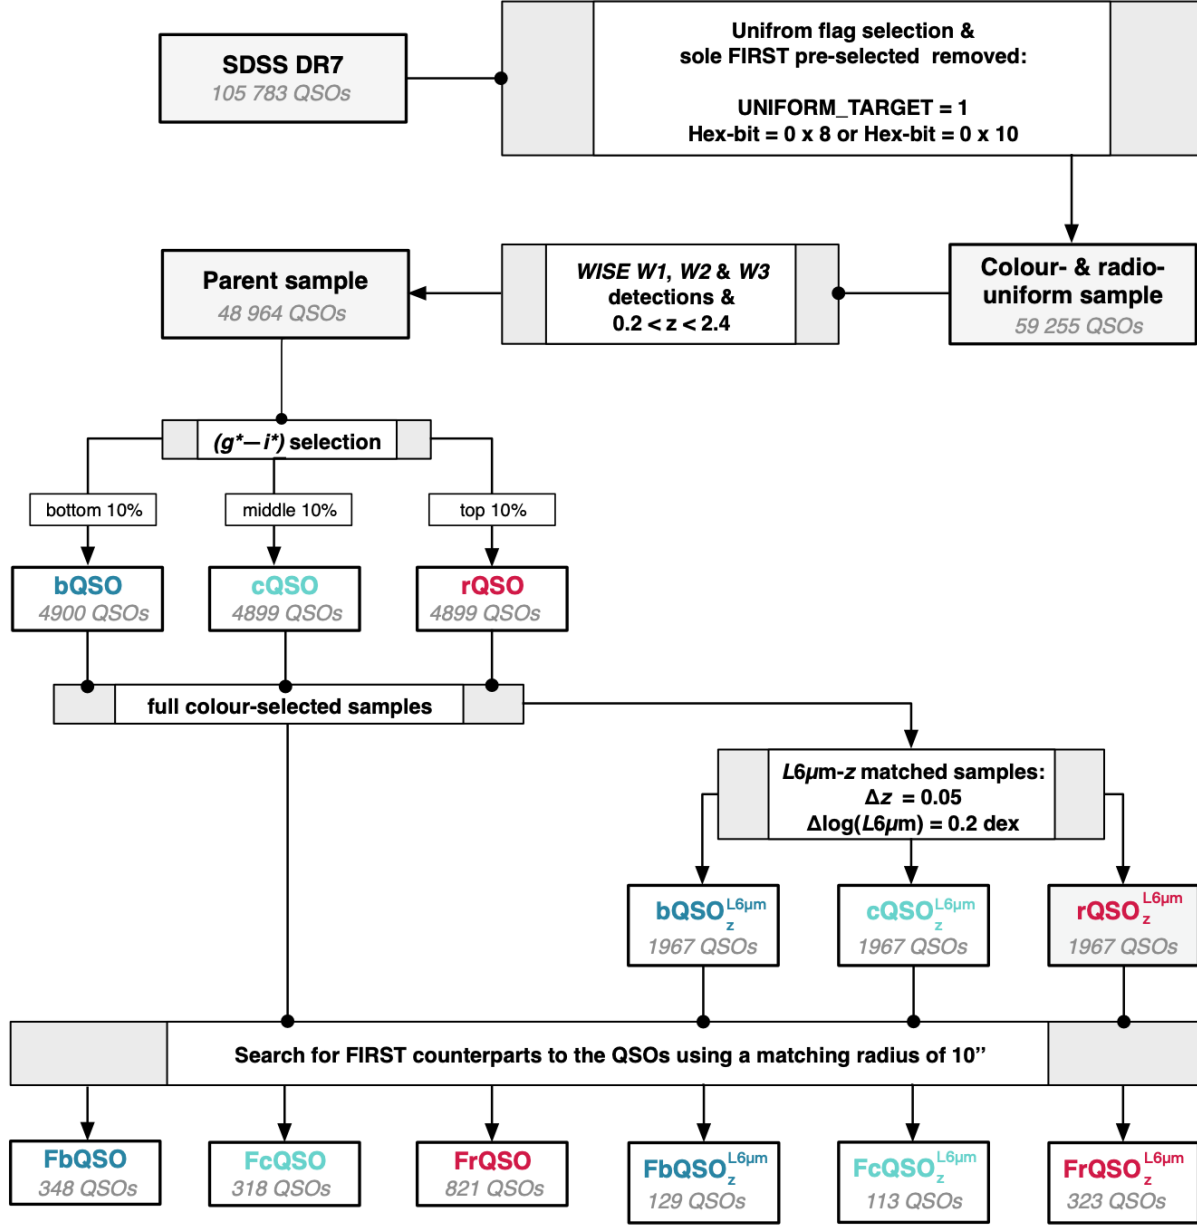 SDSS DR7
105 783 QSOs
Unifrom flag selection &
sole FIRST pre-selected removed:
UNIFORM_TARGET = 1
Hex-bit = 0 x 8 or Hex-bit = 0 x 10
Parent sample
48 964 QSOs
WISE W1, W2 & W3
detections &
0.2 < z < 2.4
Colour- & radio-
uniform sample
59 255 QSOs
(g*—i*) selection
bottom 10%
middle 10%
top 10%
bQSO
4900 QSOs
cQSO
4899 QSOs
rQSO
4899 QSOs
full colour-selected samples
L6µm-z matched samples:
Δz = 0.05
Δlog(L6µm) = 0.2 dex
bQSO_z^L6µm
1967 QSOs
cQSO_z^L6µm
1967 QSOs
rQSO_z^L6µm
1967 QSOs
Search for FIRST counterparts to the QSOs using a matching radius of 10’’
FbQSO
348 QSOs
FcQSO
318 QSOs
FrQSO
821 QSOs
FbQSO_z^L6µm
129 QSOs
FcQSO_z^L6µm
113 QSOs
FrQSO_z^L6µm
323 QSOs